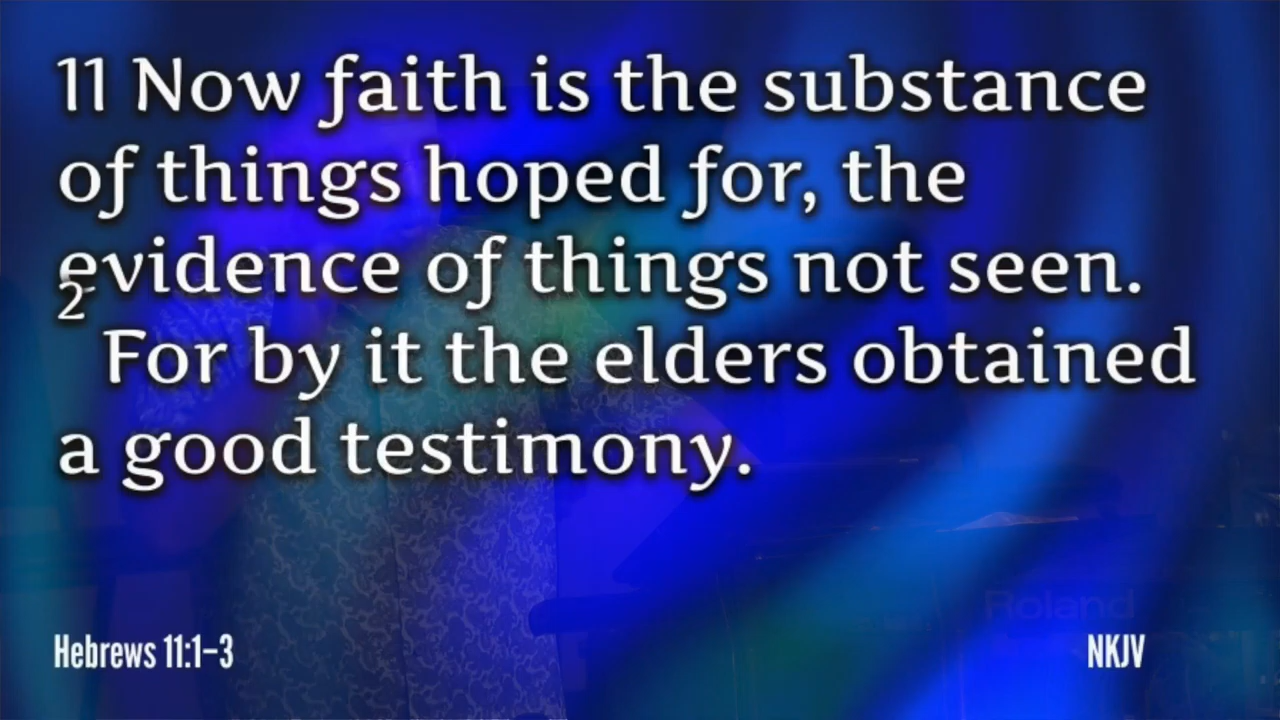 11 Now faith is the substance
of things hoped for, the
evidence of things not seen.
2
For by it the elders obtained
a good testimony.
Roland
Hebrews 11:1–3
NKJV